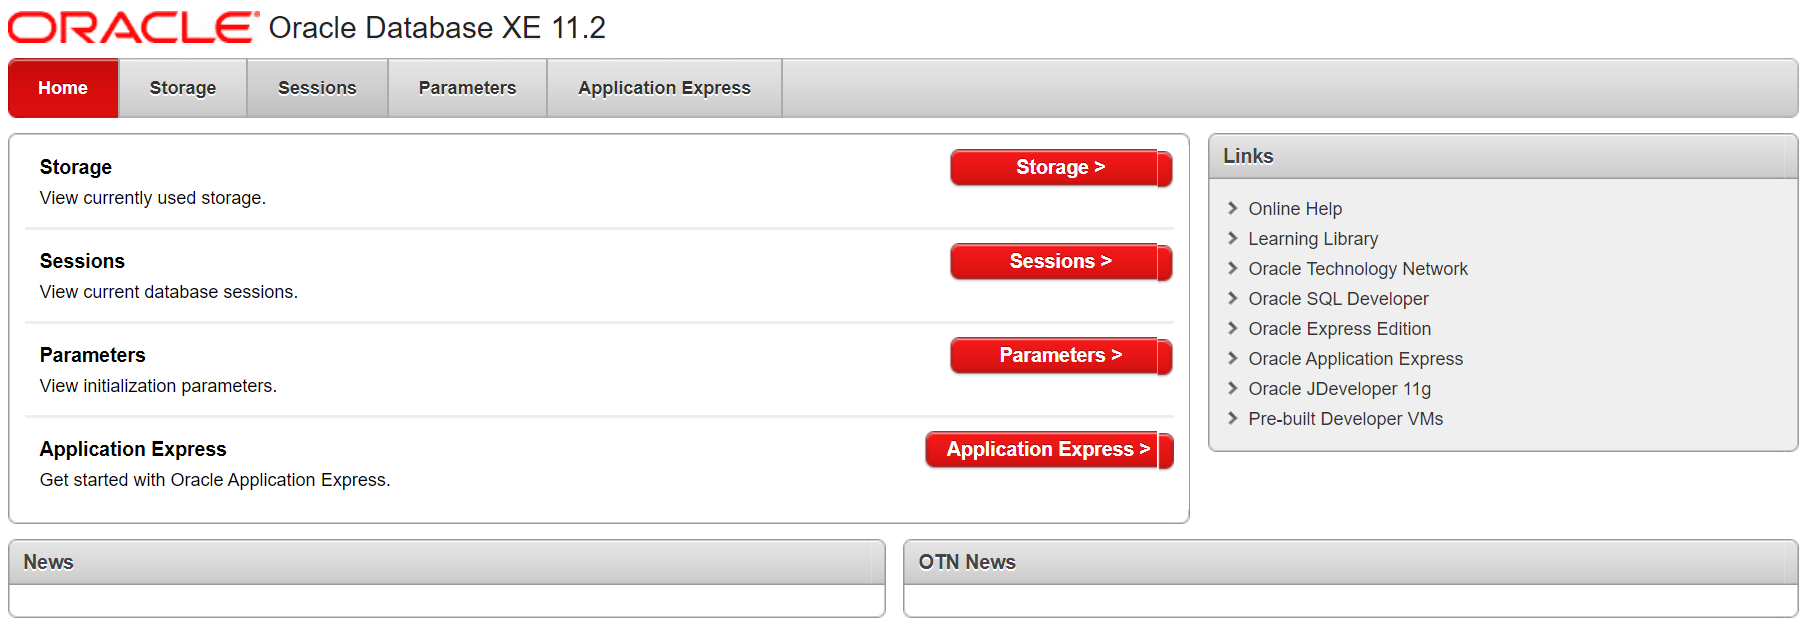 ORACLE Oracle Database XE 11.2
Home Storage Sessions Parameters Application Express
Storage
View currently used storage.
Storage >
Sessions
View current database sessions.
Sessions >
Parameters
View initialization parameters.
Parameters >
Application Express
Get started with Oracle Application Express.
Application Express >
Links
Online Help
Learning Library
Oracle Technology Network
Oracle SQL Developer
Oracle Express Edition
Oracle Application Express
Oracle JDeveloper 11g
Pre-built Developer VMs
News
OTN News